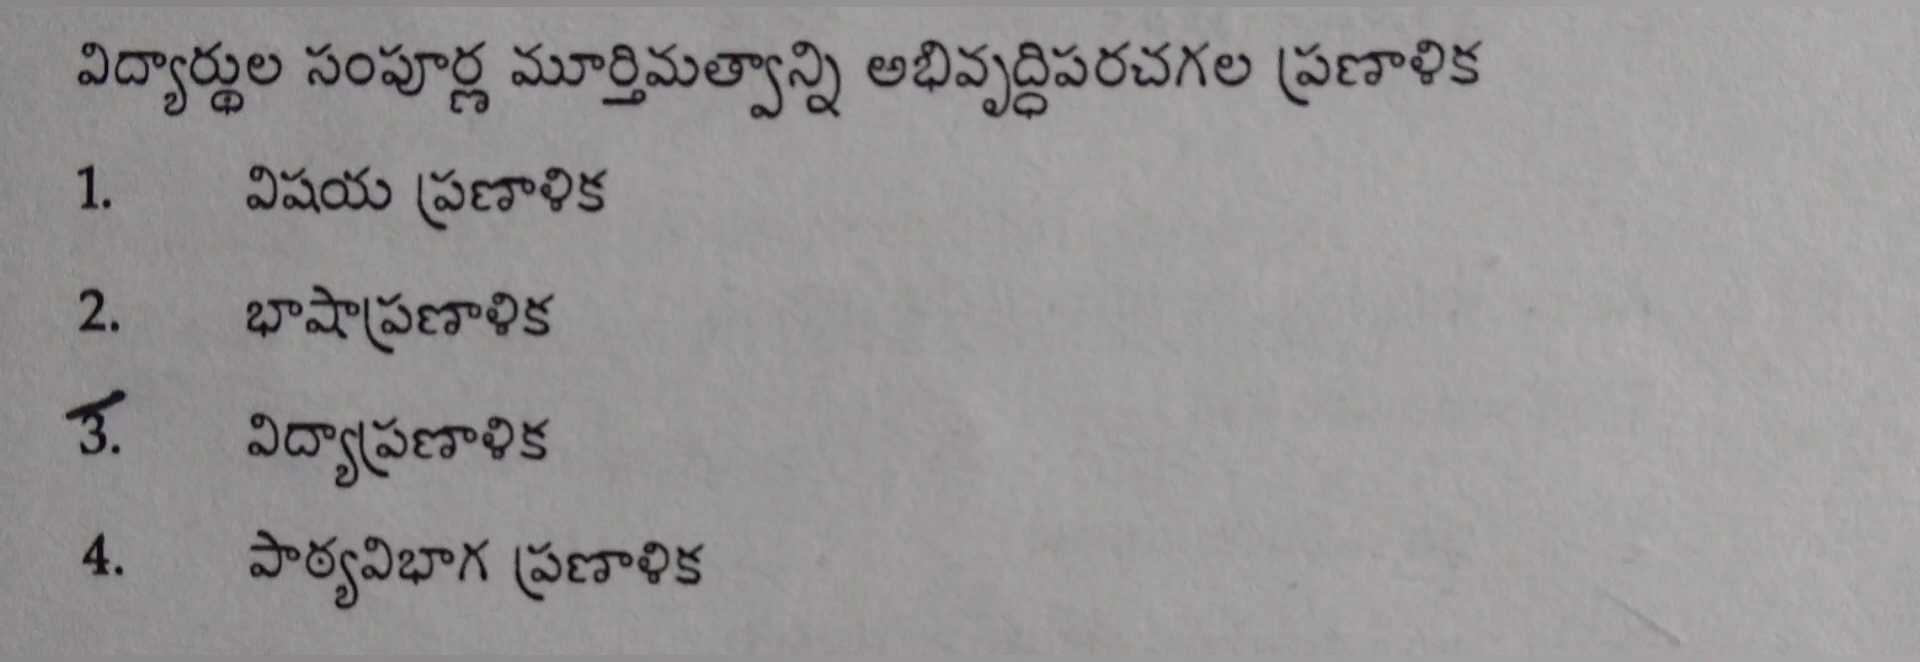 విద్యార్థుల సంపూర్ణ మూర్తిమత్వాన్ని అభివృద్ధిపరచగల ప్రణాళిక
1. విషయ ప్రణాళిక
2. భాషాప్రణాళిక
3. విద్యాప్రణాళిక
4. పాఠ్యవిభాగ ప్రణాళిక